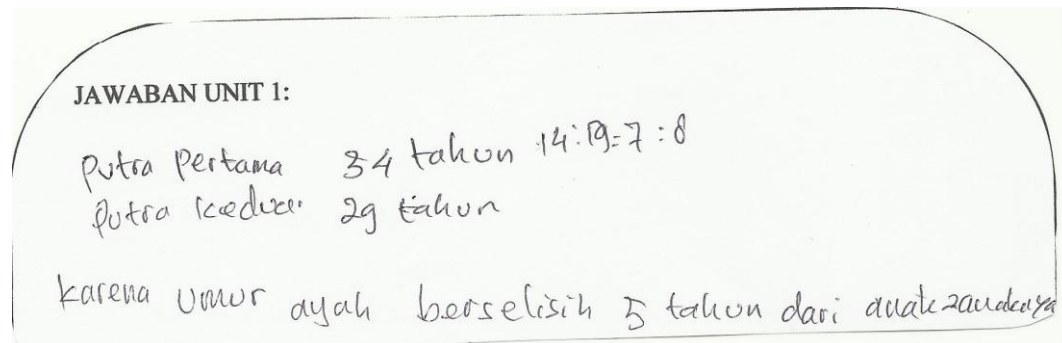 JAWABAN UNIT 1:
Putra Pertama 34 tahun 14:19=7:8
Putra kedua 29 tahun
karena umur ayah berselisih 5 tahun dari anak2anaknya